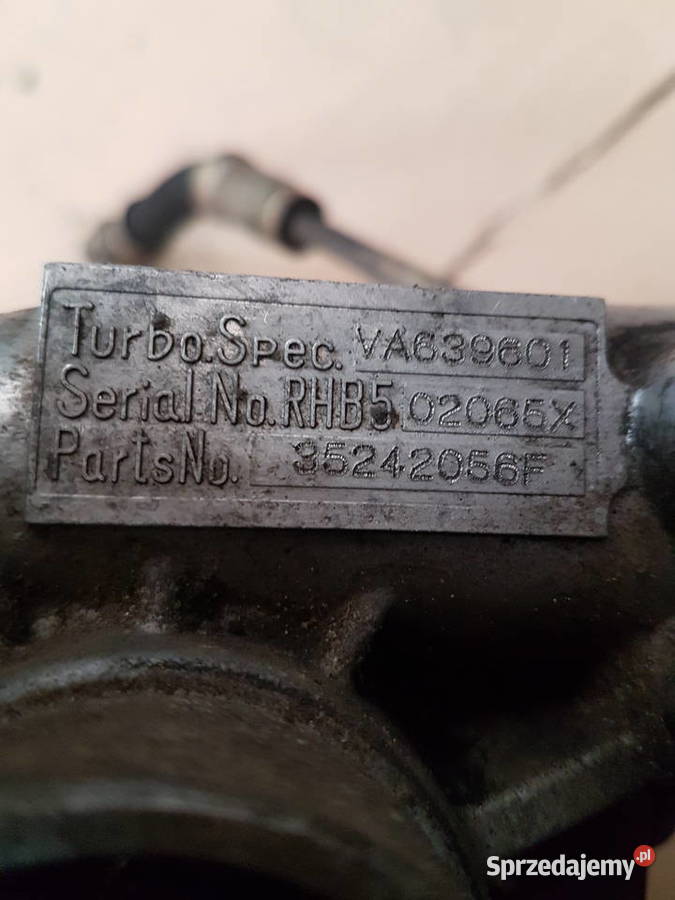 Turbo.Spec. VA639601
Serial No. RHB5 02065X
Parts No. 35242056F
Sprzedajemy.pl